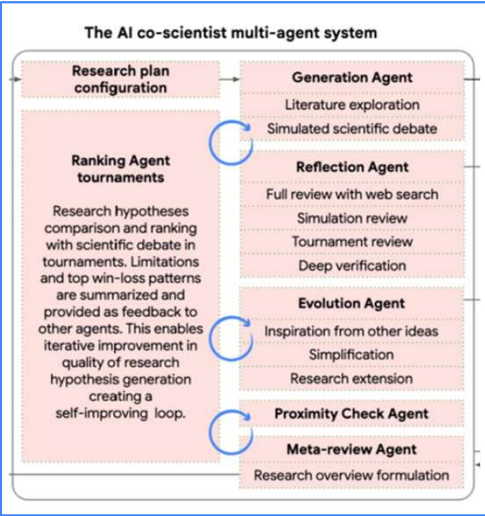 The AI co-scientist multi-agent system
Research plan
configuration
Ranking Agent
tournaments
Research hypotheses
comparison and ranking
with scientific debate in
tournaments. Limitations
and top win-loss patterns
are summarized and
provided as feedback to
other agents. This enables
iterative improvement in
quality of research
hypothesis generation
creating a
self-improving loop.
Generation Agent
Literature exploration
Simulated scientific debate
Reflection Agent
Full review with web search
Simulation review
Tournament review
Deep verification
Evolution Agent
Inspiration from other ideas
Simplification
Research extension
Proximity Check Agent
Meta-review Agent
Research overview formulation